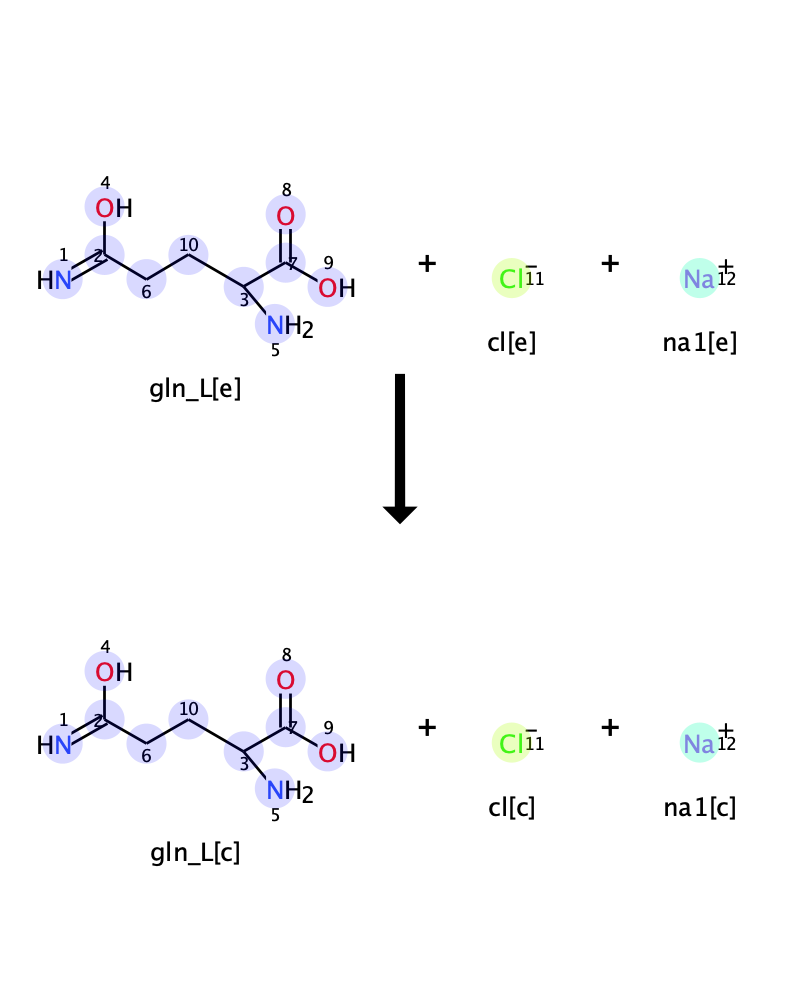 4
OH
8
O
1
HN
2
10
6
3
7
9
OH
NH2
5
+
Cl−
11
+
Na+
12
gln_L[e]
cl[e]
na1[e]
4
OH
8
O
1
HN
2
10
6
3
7
9
OH
NH2
5
+
Cl−
11
+
Na+
12
gln_L[c]
cl[c]
na1[c]